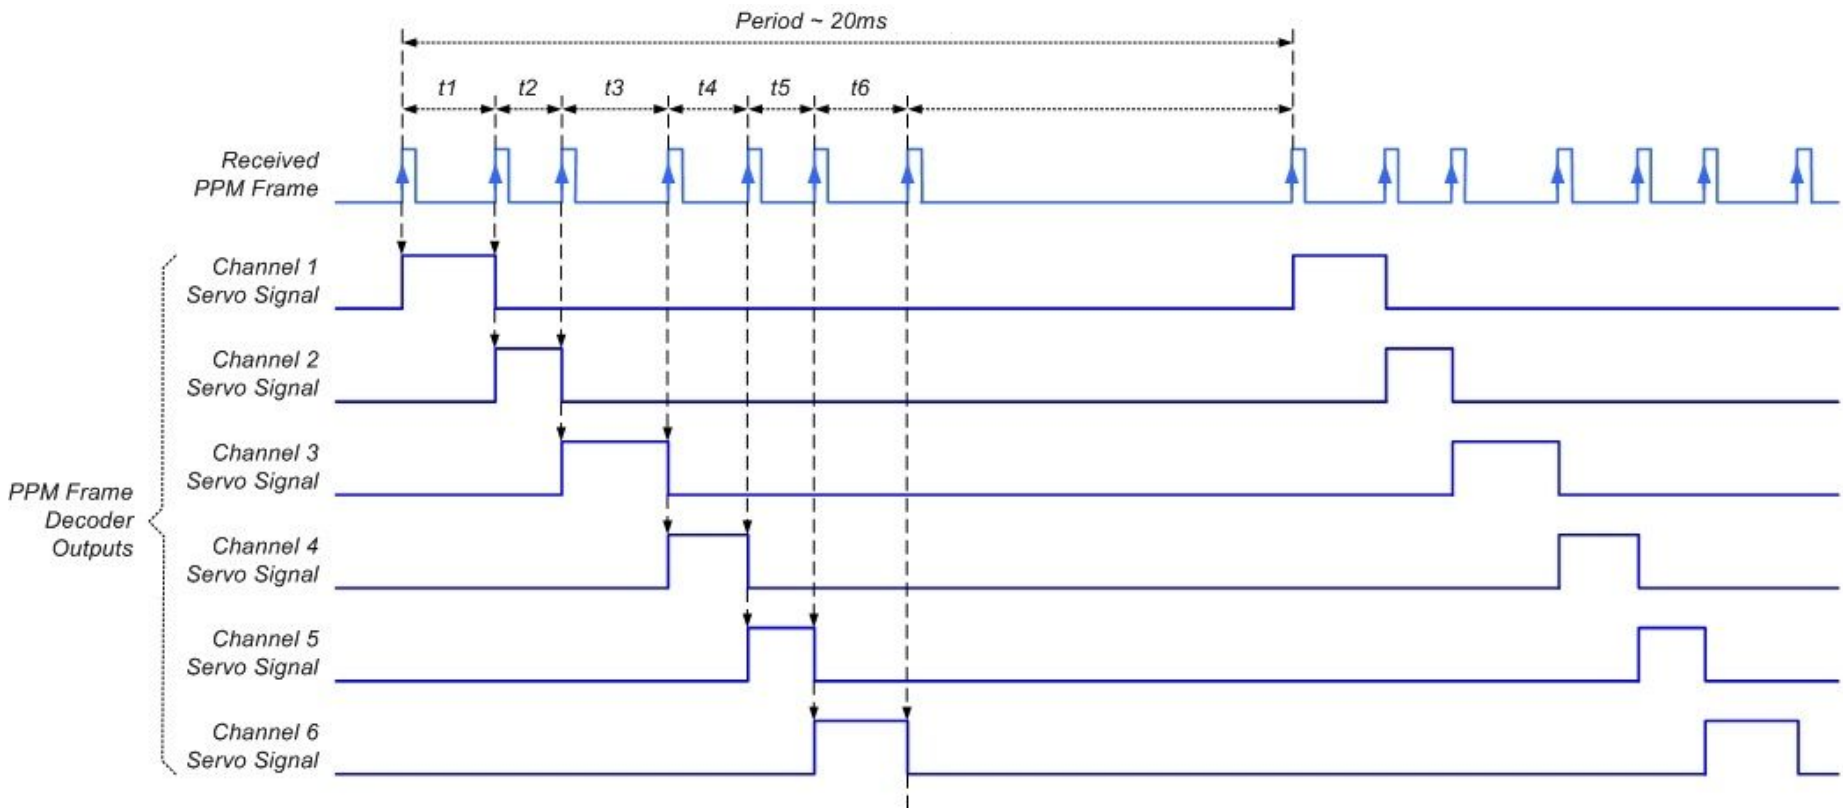 Period ~ 20ms
t1 t2 t3 t4 t5 t6
Received
PPM Frame
Channel 1
Servo Signal
Channel 2
Servo Signal
Channel 3
Servo Signal
PPM Frame
Decoder
Outputs
Channel 4
Servo Signal
Channel 5
Servo Signal
Channel 6
Servo Signal